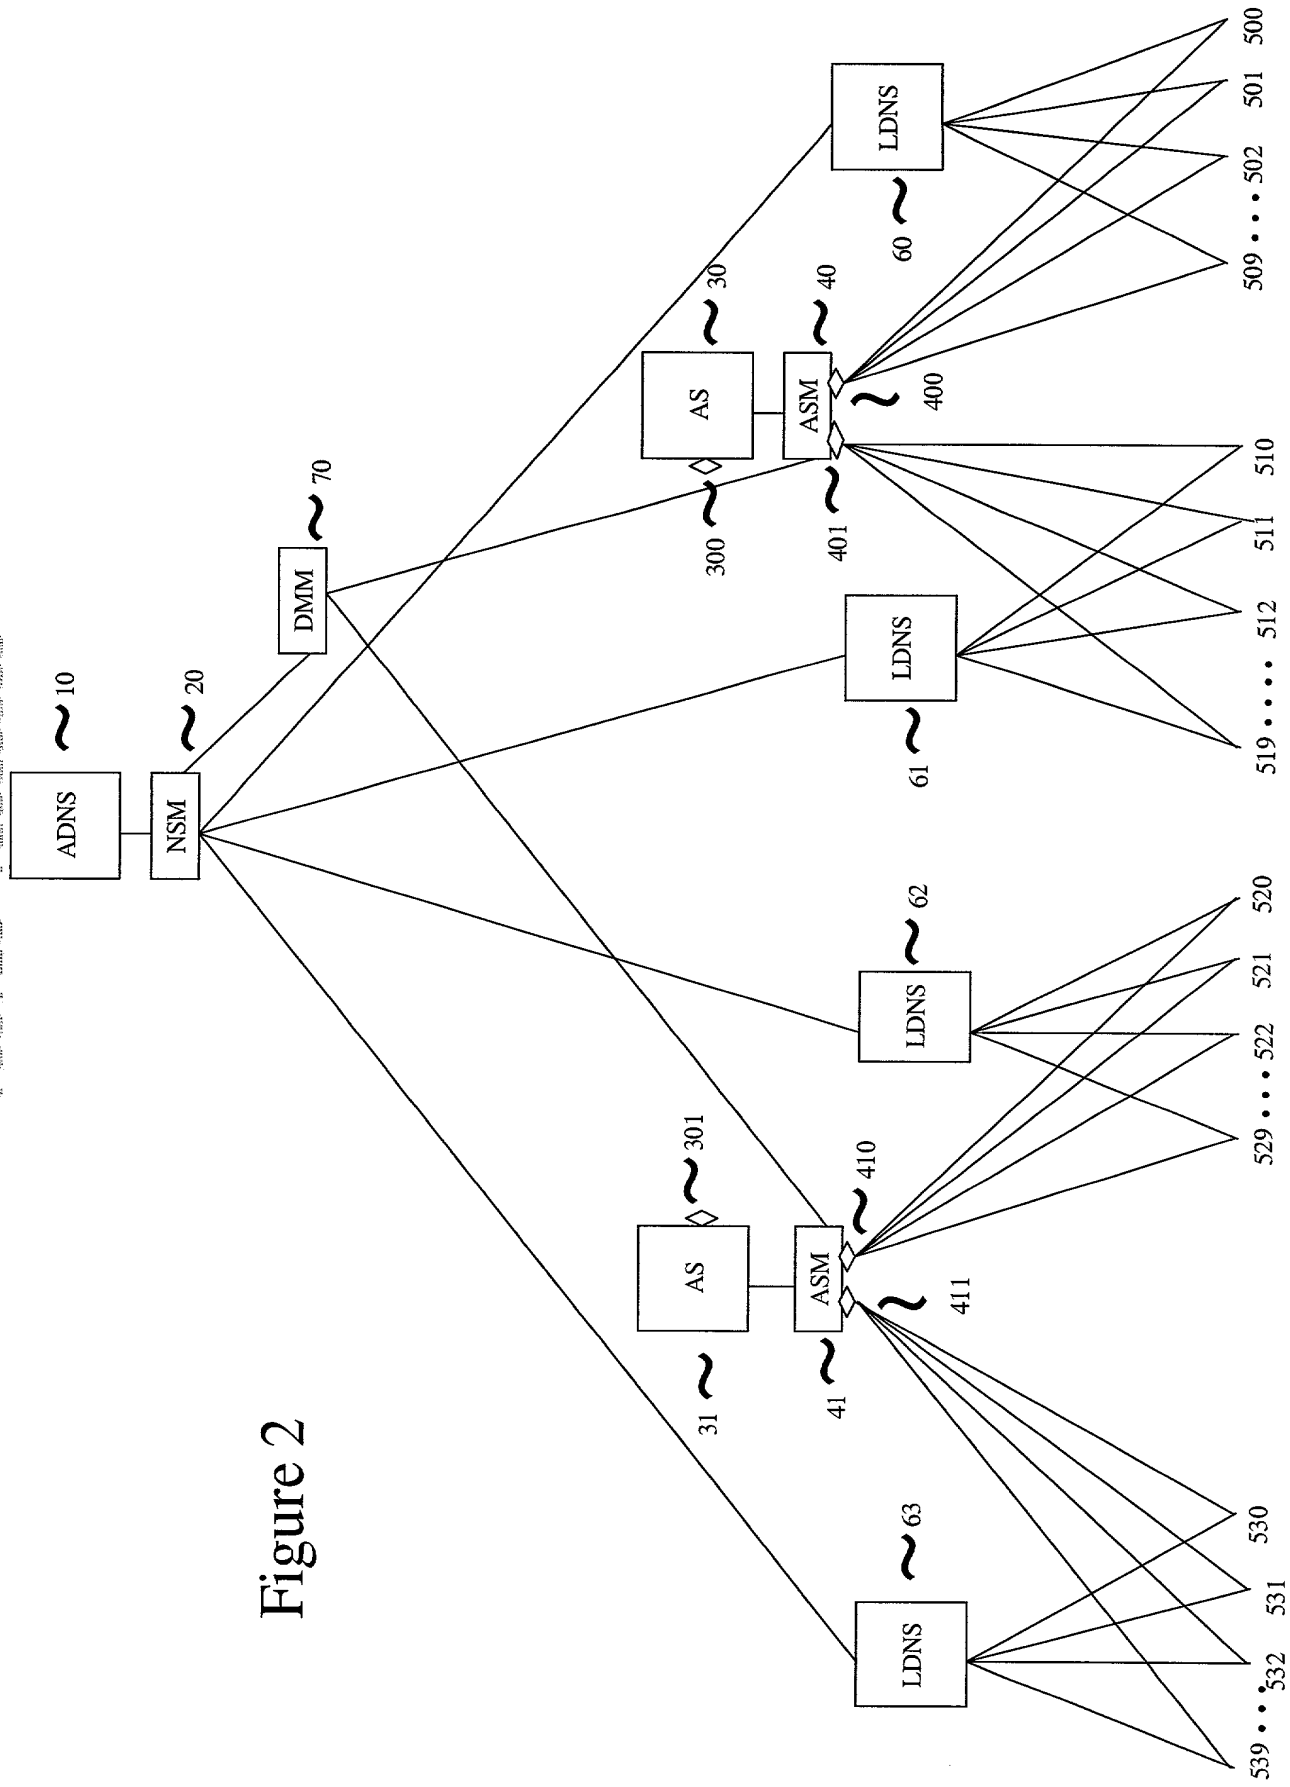 Figure 2
ADNS
10
NSM
20
DMM
70
31
AS
301
300
AS
30
41
ASM
410
411
401
ASM
40
400
LDNS
63
LDNS
62
61
LDNS
60
LDNS
539 • • • 532 531 530
529 • • • 522 521 520
519 • • • • 512 511 510
509 • • • 502 501 500